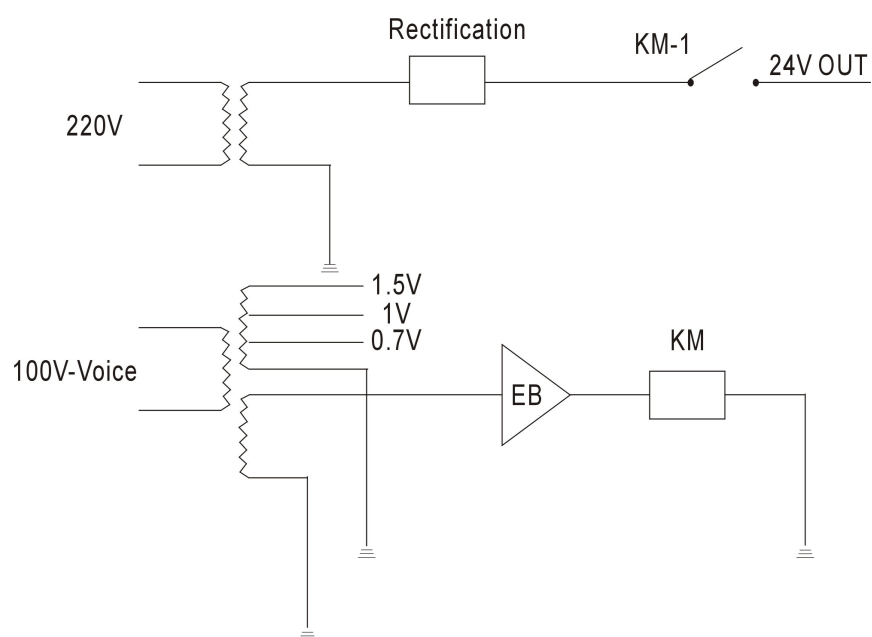 Rectification
KM-1
24V OUT
220V
1.5V
1V
0.7V
100V-Voice
KM
EB